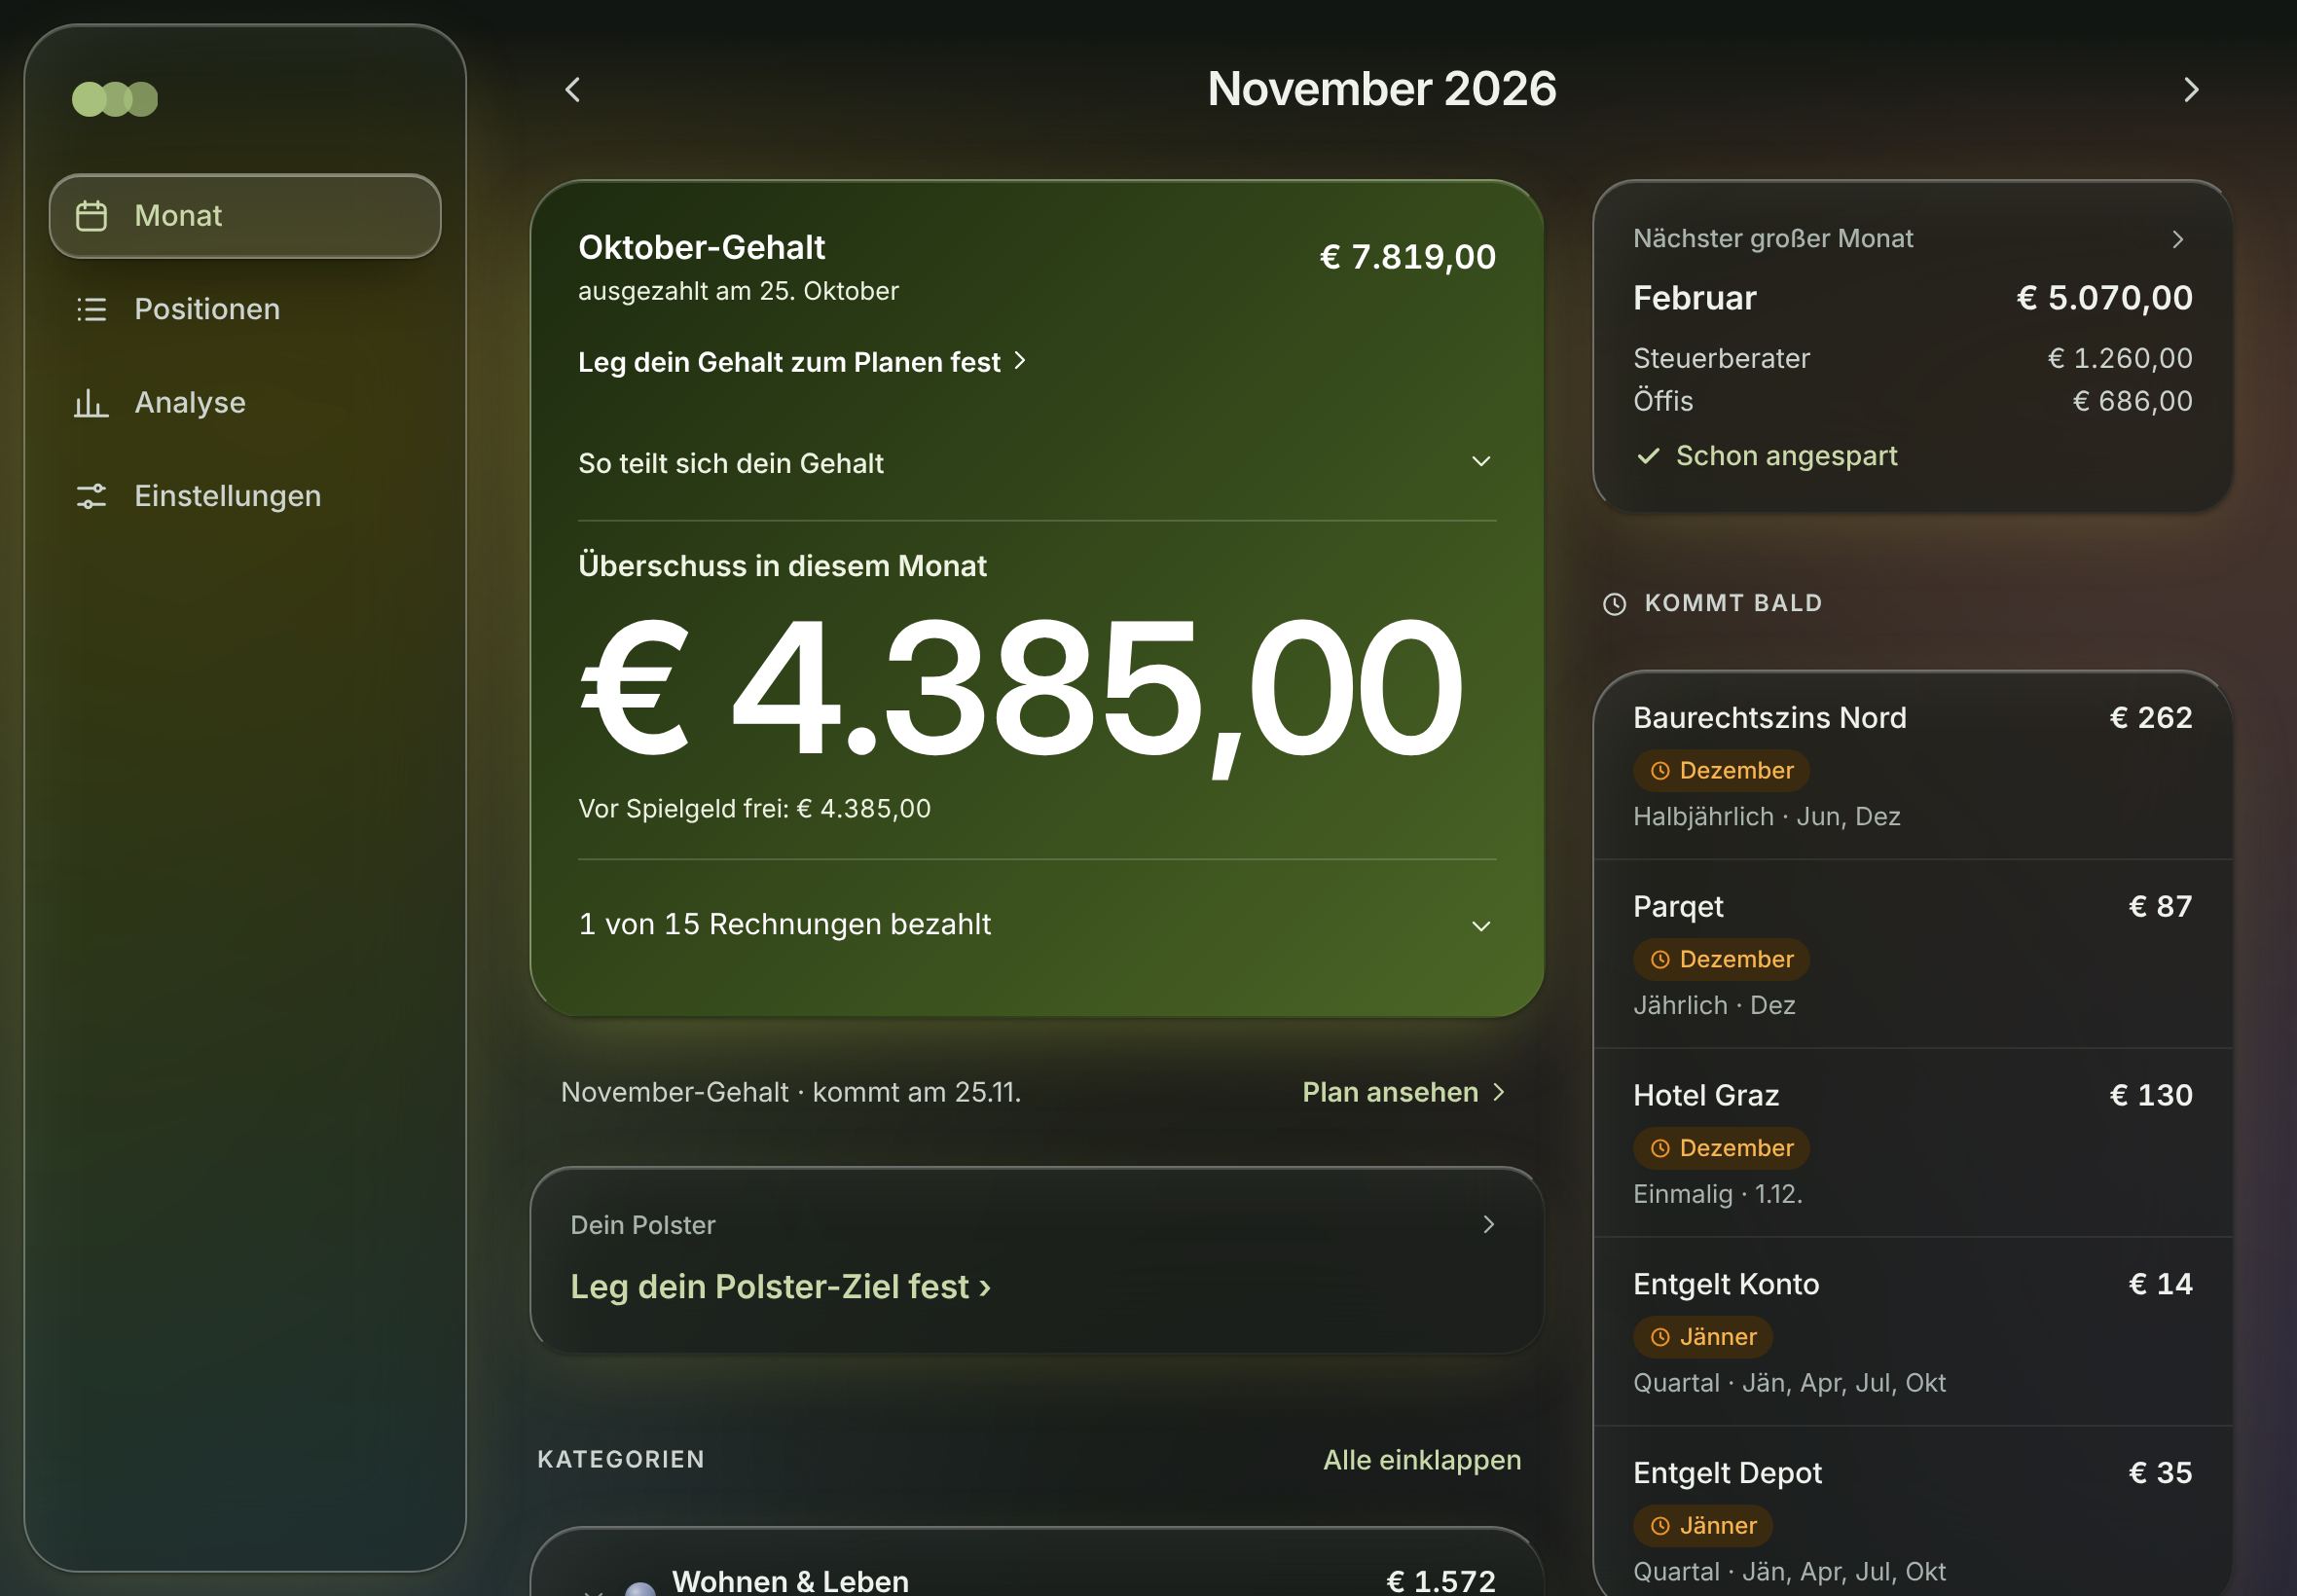 Monat
Positionen
Analyse
Einstellungen
November 2026
Oktober-Gehalt
€ 7.819,00
ausgezahlt am 25. Oktober
Leg dein Gehalt zum Planen fest
So teilt sich dein Gehalt
Überschuss in diesem Monat
€ 4.385,00
Vor Spielgeld frei: € 4.385,00
1 von 15 Rechnungen bezahlt
November-Gehalt · kommt am 25.11.
Plan ansehen
Dein Polster
Leg dein Polster-Ziel fest ›
KATEGORIEN
Alle einklappen
Wohnen & Leben
€ 1.572
Nächster großer Monat
Februar
€ 5.070,00
Steuerberater
€ 1.260,00
Öffis
€ 686,00
Schon angespart
KOMMT BALD
Baurechtszins Nord
€ 262
Dezember
Halbjährlich · Jun, Dez
Parqet
€ 87
Dezember
Jährlich · Dez
Hotel Graz
€ 130
Dezember
Einmalig · 1.12.
Entgelt Konto
€ 14
Jänner
Quartal · Jän, Apr, Jul, Okt
Entgelt Depot
€ 35
Jänner
Quartal · Jän, Apr, Jul, Okt